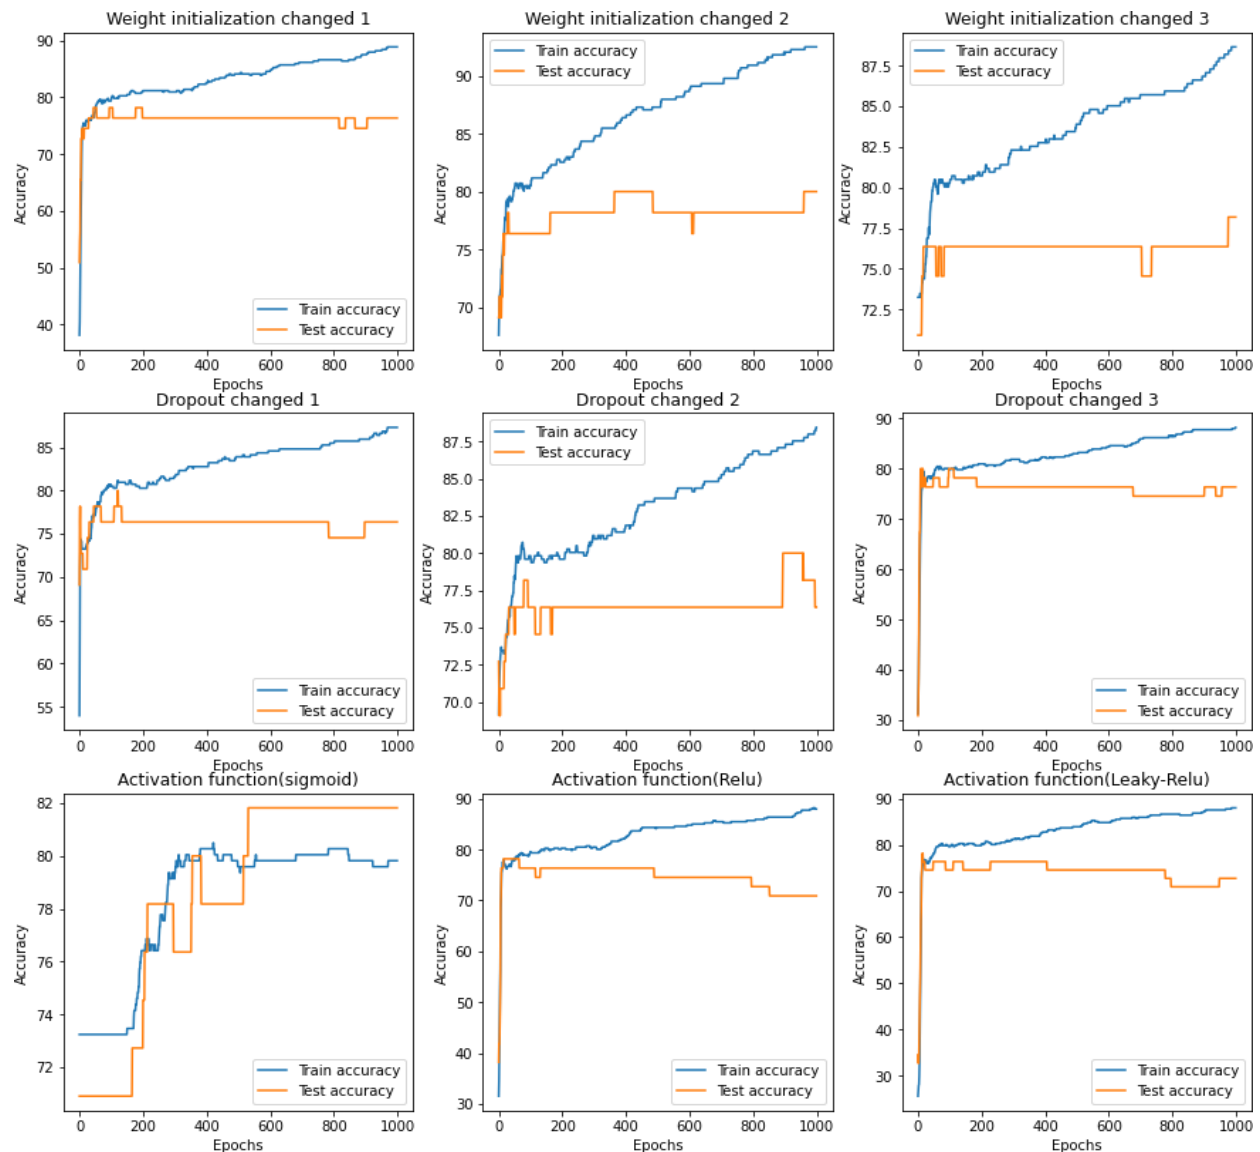 Weight initialization changed 1
90
80
70
60
50
40
Accuracy
Train accuracy
Test accuracy
0 200 400 600 800 1000
Epochs
Weight initialization changed 2
Train accuracy
Test accuracy
90
85
80
75
70
Accuracy
0 200 400 600 800 1000
Epochs
Weight initialization changed 3
Train accuracy
Test accuracy
87.5
85.0
82.5
80.0
77.5
75.0
72.5
Accuracy
0 200 400 600 800 1000
Epochs
Dropout changed 1
85
80
75
70
65
60
55
Accuracy
Train accuracy
Test accuracy
0 200 400 600 800 1000
Dropout changed 2
Train accuracy
Test accuracy
87.5
85.0
82.5
80.0
77.5
75.0
72.5
70.0
Accuracy
0 200 400 600 800 1000
Dropout changed 3
90
80
70
60
50
40
30
Accuracy
Train accuracy
Test accuracy
0 200 400 600 800 1000
Activation function(sigmoid)
82
80
78
76
74
72
Accuracy
Train accuracy
Test accuracy
0 200 400 600 800 1000
Epochs
Activation function(Relu)
90
80
70
60
50
40
30
Accuracy
Train accuracy
Test accuracy
0 200 400 600 800 1000
Epochs
Activation function(Leaky-Relu)
90
80
70
60
50
40
30
Accuracy
Train accuracy
Test accuracy
0 200 400 600 800 1000
Epochs